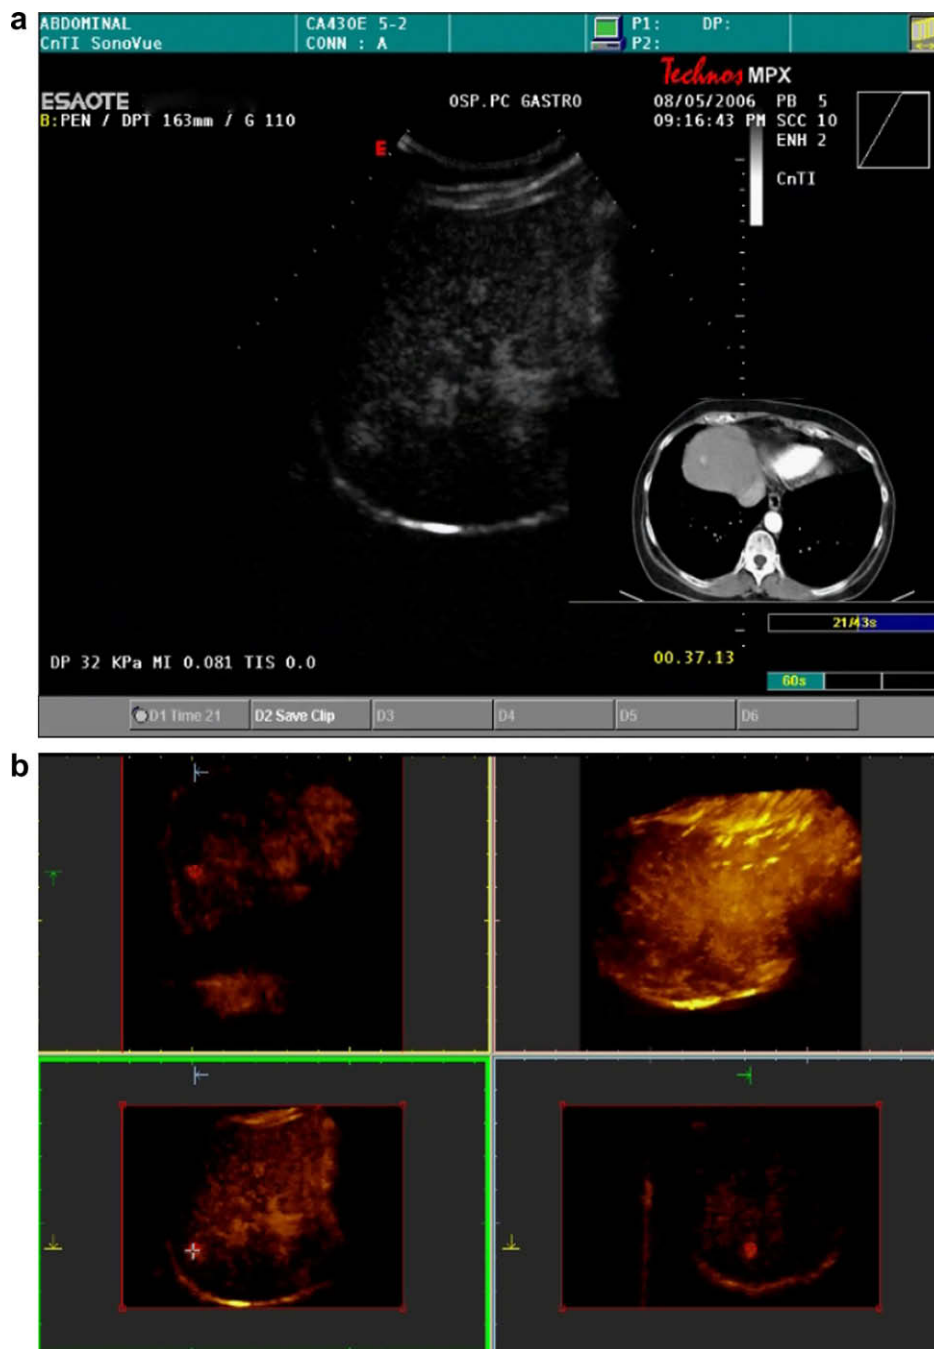 a
ABDOMINAL
CnTI SonoVue
CA430E 5-2
CONN : A
P1: DP:
P2:
Technos MPX
ESAOTE
OSP.PC GASTRO
08/05/2006 PB 5
B:PEN / DPT 163mm / G 110
09:16:43 PM SCC 10
E
ENH 2
CnTI
21/43s
DP 32 KPa MI 0.081 TIS 0.0
00.37.13
60s
D1 Time 21
D2 Save Clip
D3
D4
D5
D6
b